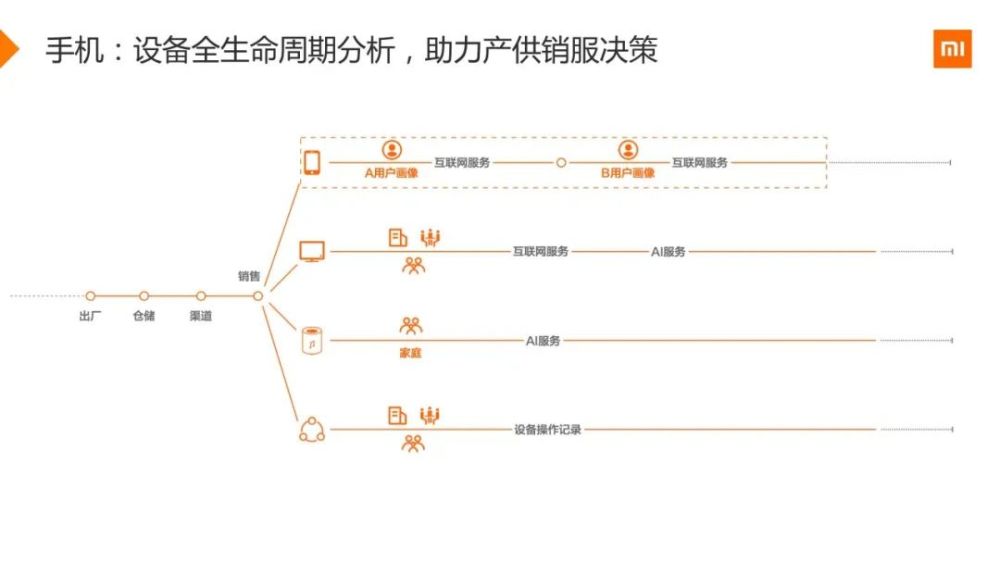 手机：设备全生命周期分析，助力产供销服决策
mi
A用户画像
互联网服务
B用户画像
互联网服务
互联网服务
AI服务
销售
出厂
仓储
渠道
家庭
AI服务
设备操作记录